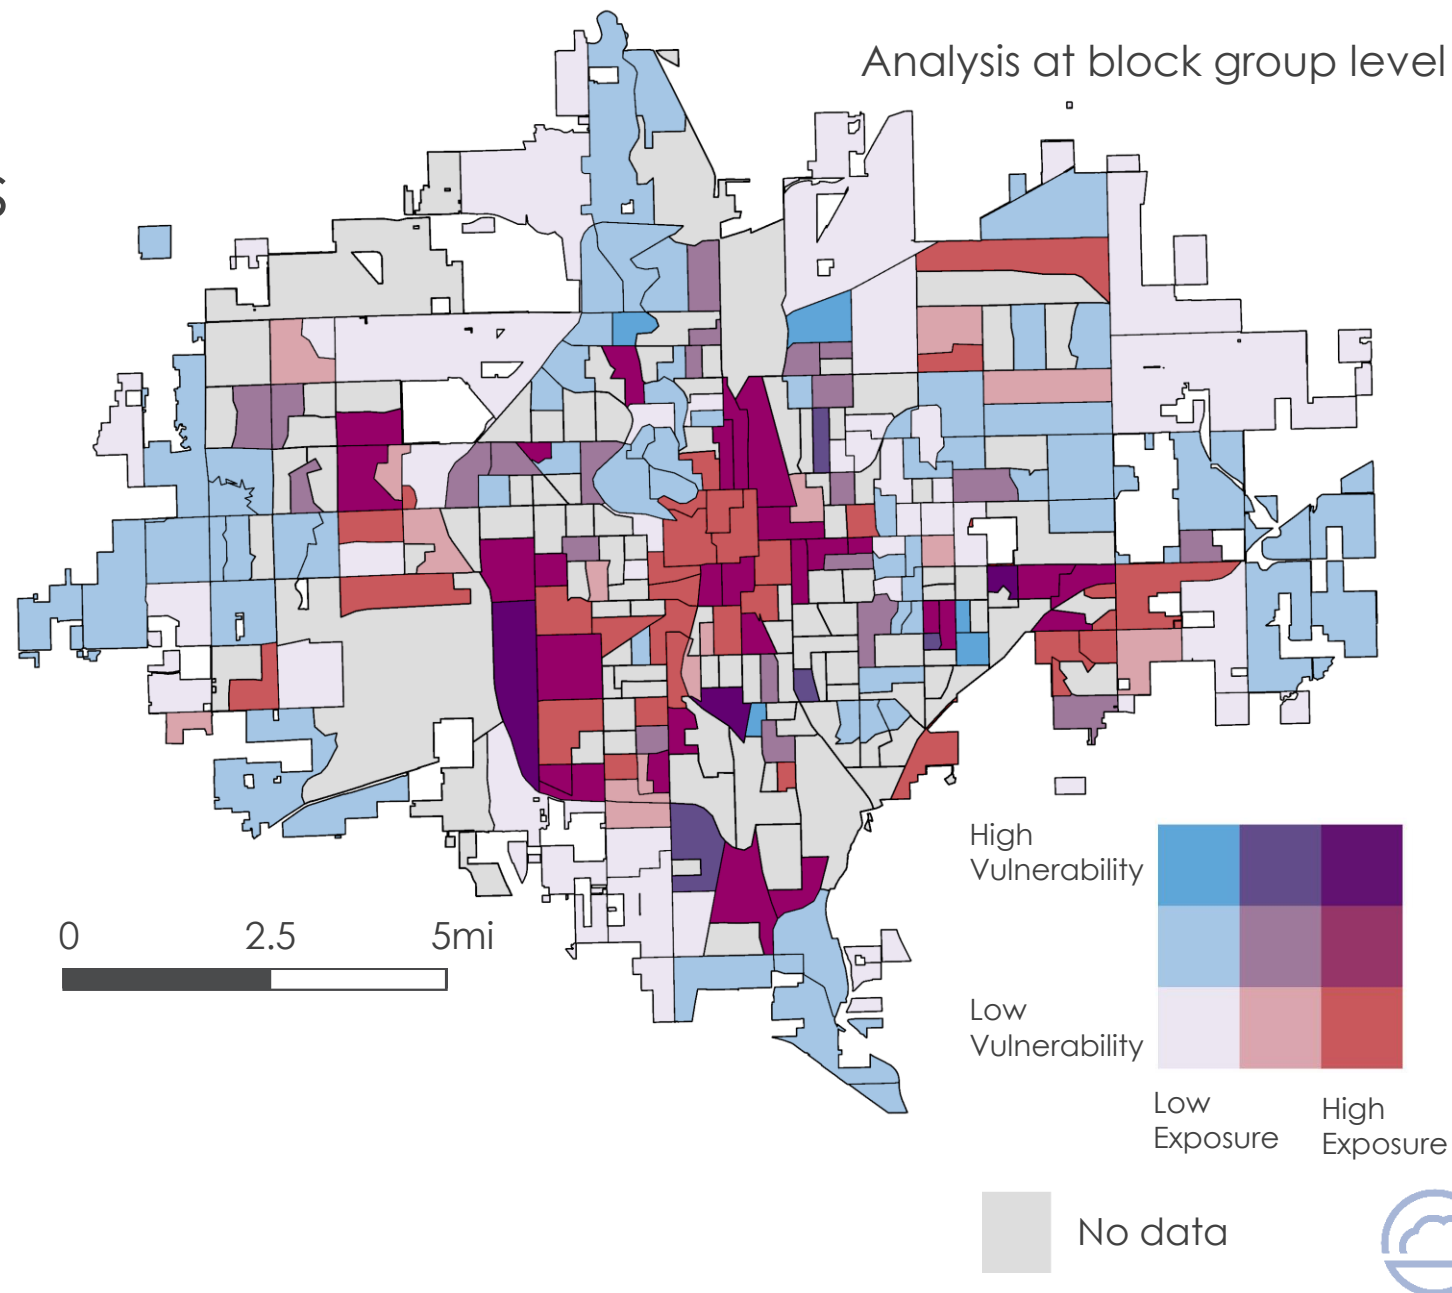 Analysis at block group level
s
0 2.5 5mi
High
Vulnerability
Low
Vulnerability
Low
Exposure
High
Exposure
No data